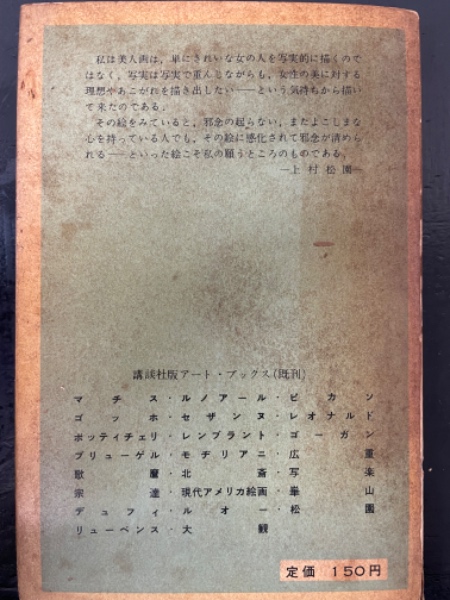 私は美人画は，単にきれいな女の人を写実的に描くので
はなく，写実は写実で重んじながらも，女性の美に対する
理想やあこがれを描き出したい――という気持ちから描い
て来たのである。
その絵をみていると，邪念の起らない，またよこしまな
心を持っている人でも，その絵に感化されて邪念が清めら
れる――といった絵こそ私の願うところのものである。
―上村松園―
講談社版アート・ブックス(既刊)
マチス・ルノアール・ピカソ
ゴッホ・セザンヌ・レオナルド
ボッティチェリ・レンブラント・ゴーガン
ブリューゲル・モヂリアニ・広重
歌麿・北斎・写楽
宗達・現代アメリカ絵画・崋山
デュフィ・ルオー・松園
リューベンス・大観
定価 150円